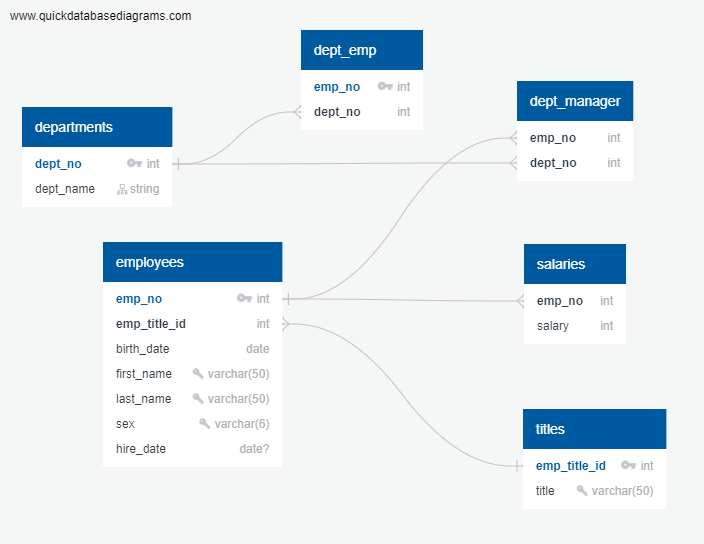 www.quickdatabasediagrams.com
dept_emp
emp_no int
dept_no int
dept_manager
emp_no int
dept_no int
departments
dept_no int
dept_name string
employees
emp_no int
emp_title_id int
birth_date date
first_name varchar(50)
last_name varchar(50)
sex varchar(6)
hire_date date?
salaries
emp_no int
salary int
titles
emp_title_id int
title varchar(50)